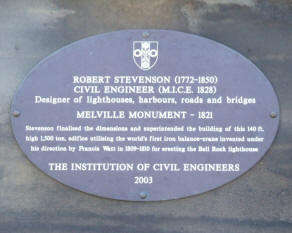 ROBERT STEVENSON (1772-1850)
CIVIL ENGINEER (M.I.C.E. 1828)
Designer of lighthouses, harbours, roads and bridges
MELVILLE MONUMENT - 1821
Stevenson finalised the dimensions and superintended the building of this 140 ft.
high 1,500 ton, edifice utilising the world's first iron balance-crane invented under
his direction by Francis Watt in 1809-1810 for erecting the Bell Rock lighthouse
THE INSTITUTION OF CIVIL ENGINEERS
2003